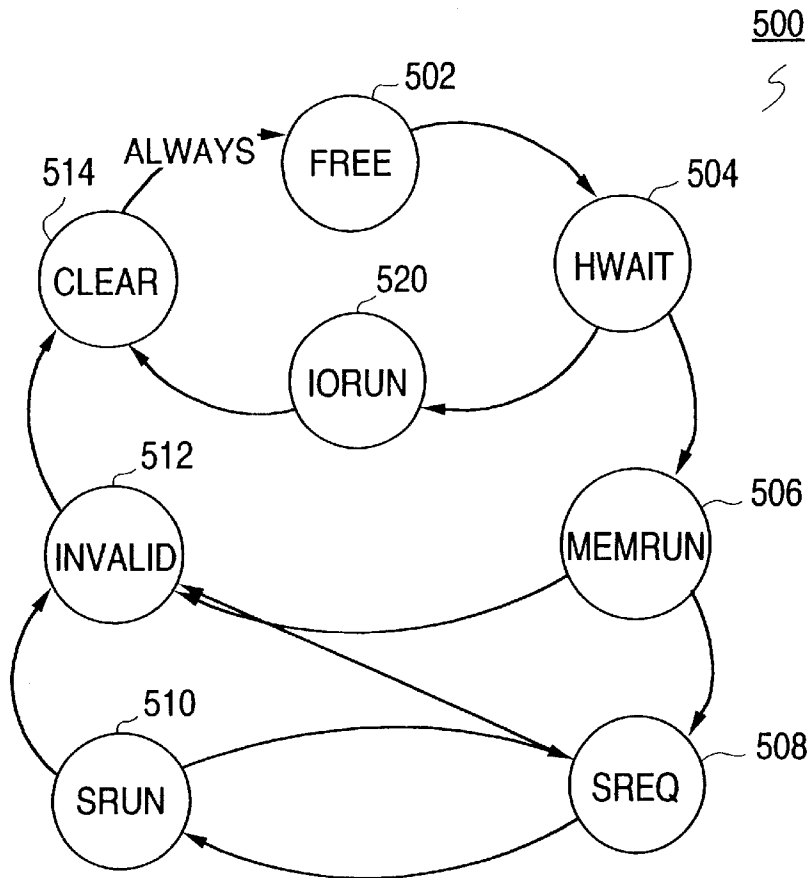 500
502
ALWAYS
FREE
514
504
CLEAR
HWAIT
520
IORUN
512
506
INVALID
MEMRUN
510
508
SRUN
SREQ